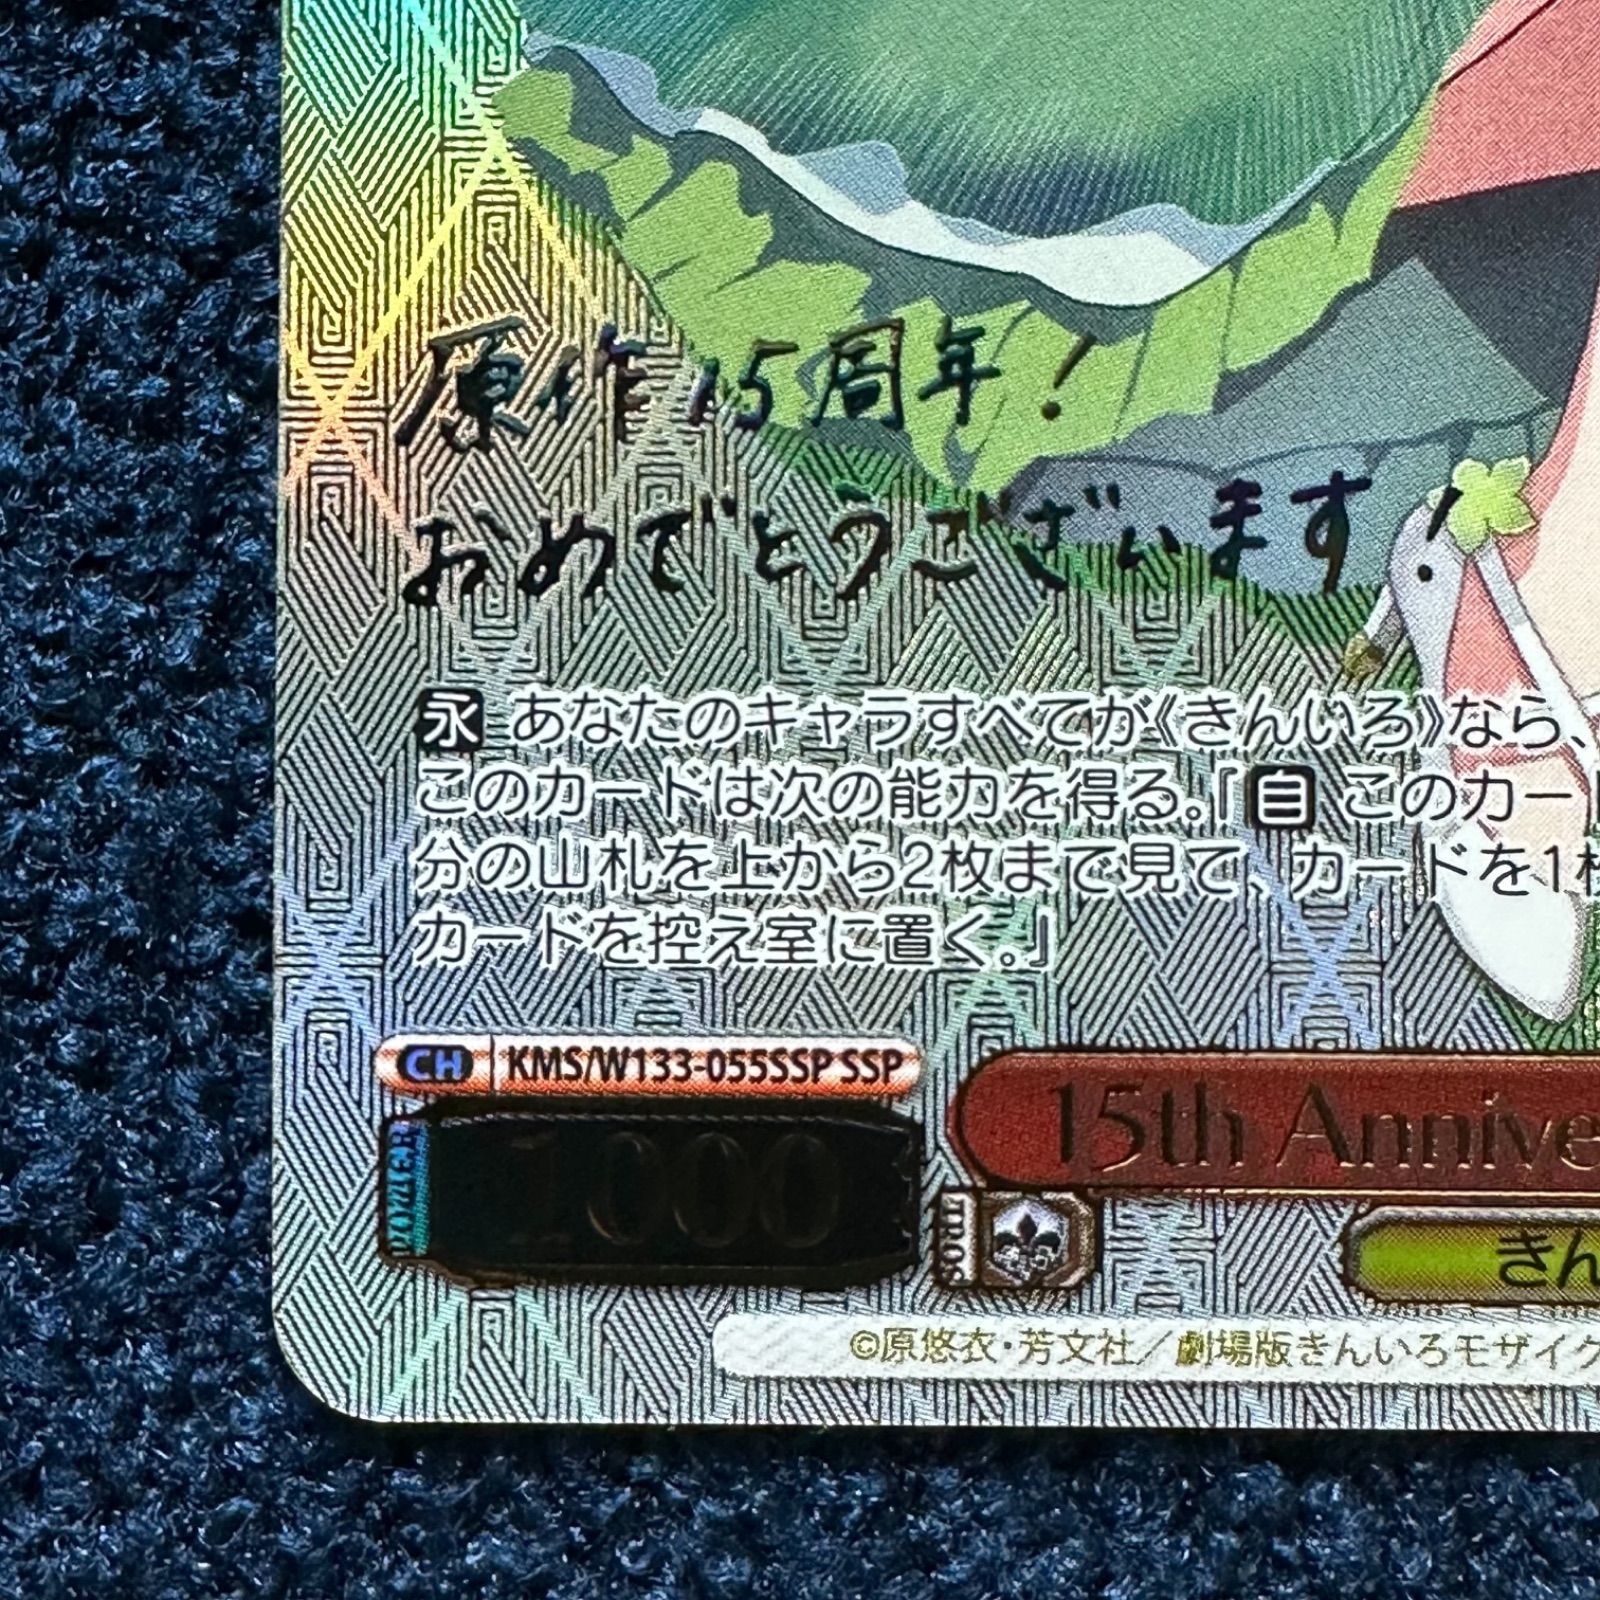 原作15周年!
おめでとうございます!
永 あなたのキャラすべてが《きんいろ》なら、
このカードは次の能力を得る。『自 このカー
分の山札を上から2枚まで見て、カードを1枚
カードを控え室に置く。』
CH KMS/W133-055SSP SSP
POWER 1000
15th Annive
SOUL
きん
©原悠衣・芳文社/劇場版きんいろモザイク